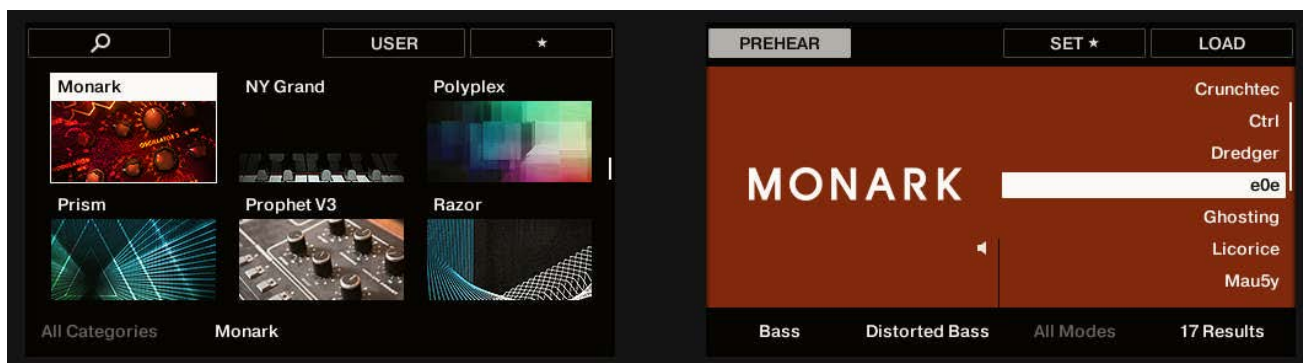 USER ★
Monark NY Grand Polyplex
Prism Prophet V3 Razor
All Categories Monark
PREHEAR SET ★ LOAD
MONARK
Crunchtec
Ctrl
Dredger
e0e
Ghosting
Licorice
Mau5y
Bass Distorted Bass All Modes 17 Results